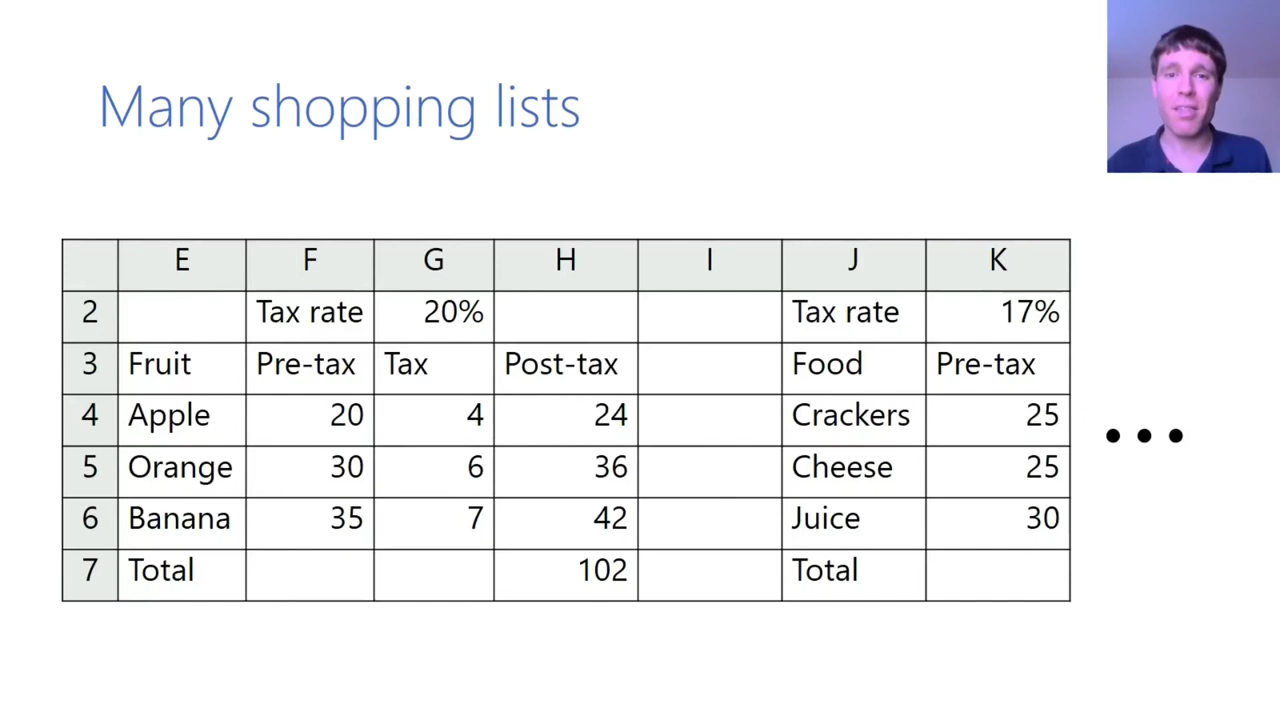 Many shopping lists
E F G H I J K
2 Tax rate 20% Tax rate 17%
3 Fruit Pre-tax Tax Post-tax Food Pre-tax
4 Apple 20 4 24 Crackers 25
5 Orange 30 6 36 Cheese 25
6 Banana 35 7 42 Juice 30
7 Total 102 Total